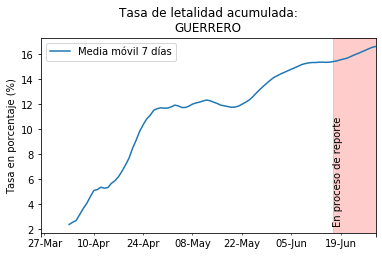 Tasa de letalidad acumulada:
GUERRERO
Media móvil 7 días
Tasa en porcentaje (%)
16
14
12
10
8
6
4
2
En proceso de reporte
27-Mar 10-Apr 24-Apr 08-May 22-May 05-Jun 19-Jun